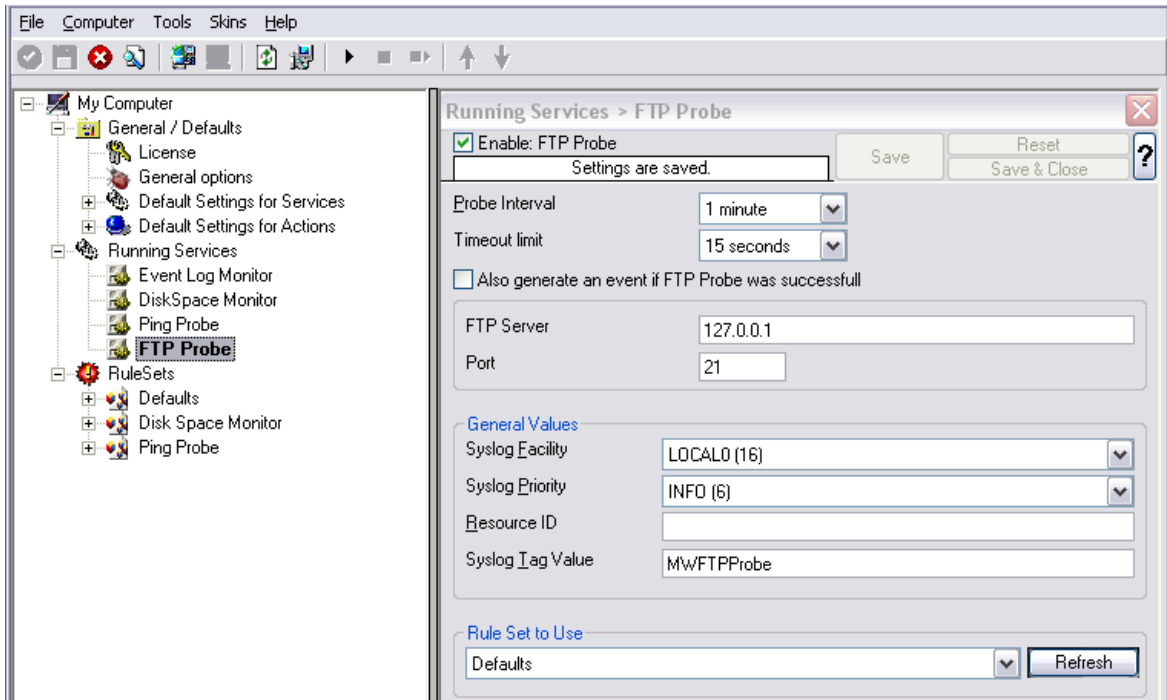 File Computer Tools Skins Help
My Computer
General / Defaults
License
General options
Default Settings for Services
Default Settings for Actions
Running Services
Event Log Monitor
DiskSpace Monitor
Ping Probe
FTP Probe
RuleSets
Defaults
Disk Space Monitor
Ping Probe
Running Services > FTP Probe
Enable: FTP Probe
Settings are saved.
Save
Reset
Save & Close
?
Probe Interval 1 minute
Timeout limit 15 seconds
Also generate an event if FTP Probe was successfull
FTP Server 127.0.0.1
Port 21
General Values
Syslog Facility LOCAL0 (16)
Syslog Priority INFO (6)
Resource ID
Syslog Tag Value MWFTPProbe
Rule Set to Use
Defaults Refresh